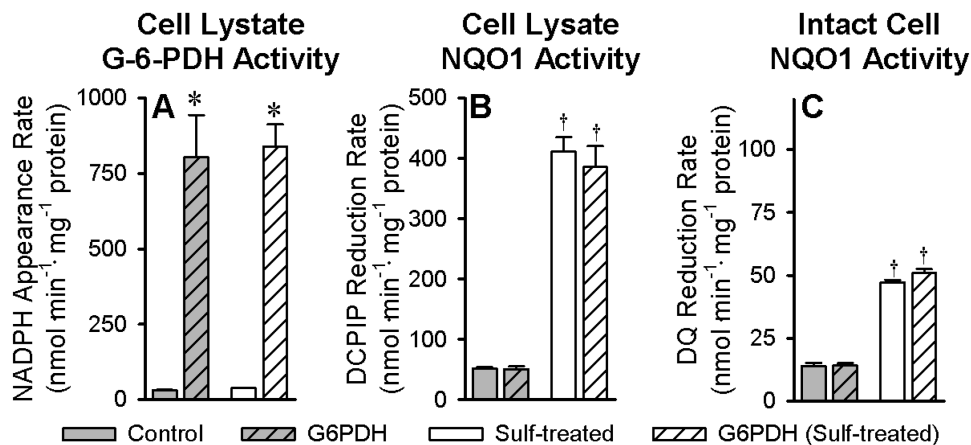 Cell Lystate
G-6-PDH Activity
Cell Lysate
NQO1 Activity
Intact Cell
NQO1 Activity
A
NADPH Appearance Rate
(nmol min⁻¹· mg⁻¹ protein)
1000
750
500
250
0
*
*
B
DCPIP Reduction Rate
(nmol min⁻¹· mg⁻¹ protein)
500
400
300
200
100
0
†
†
C
DQ Reduction Rate
(nmol min⁻¹· mg⁻¹ protein)
100
50
0
†
†
Control
G6PDH
Sulf-treated
G6PDH (Sulf-treated)